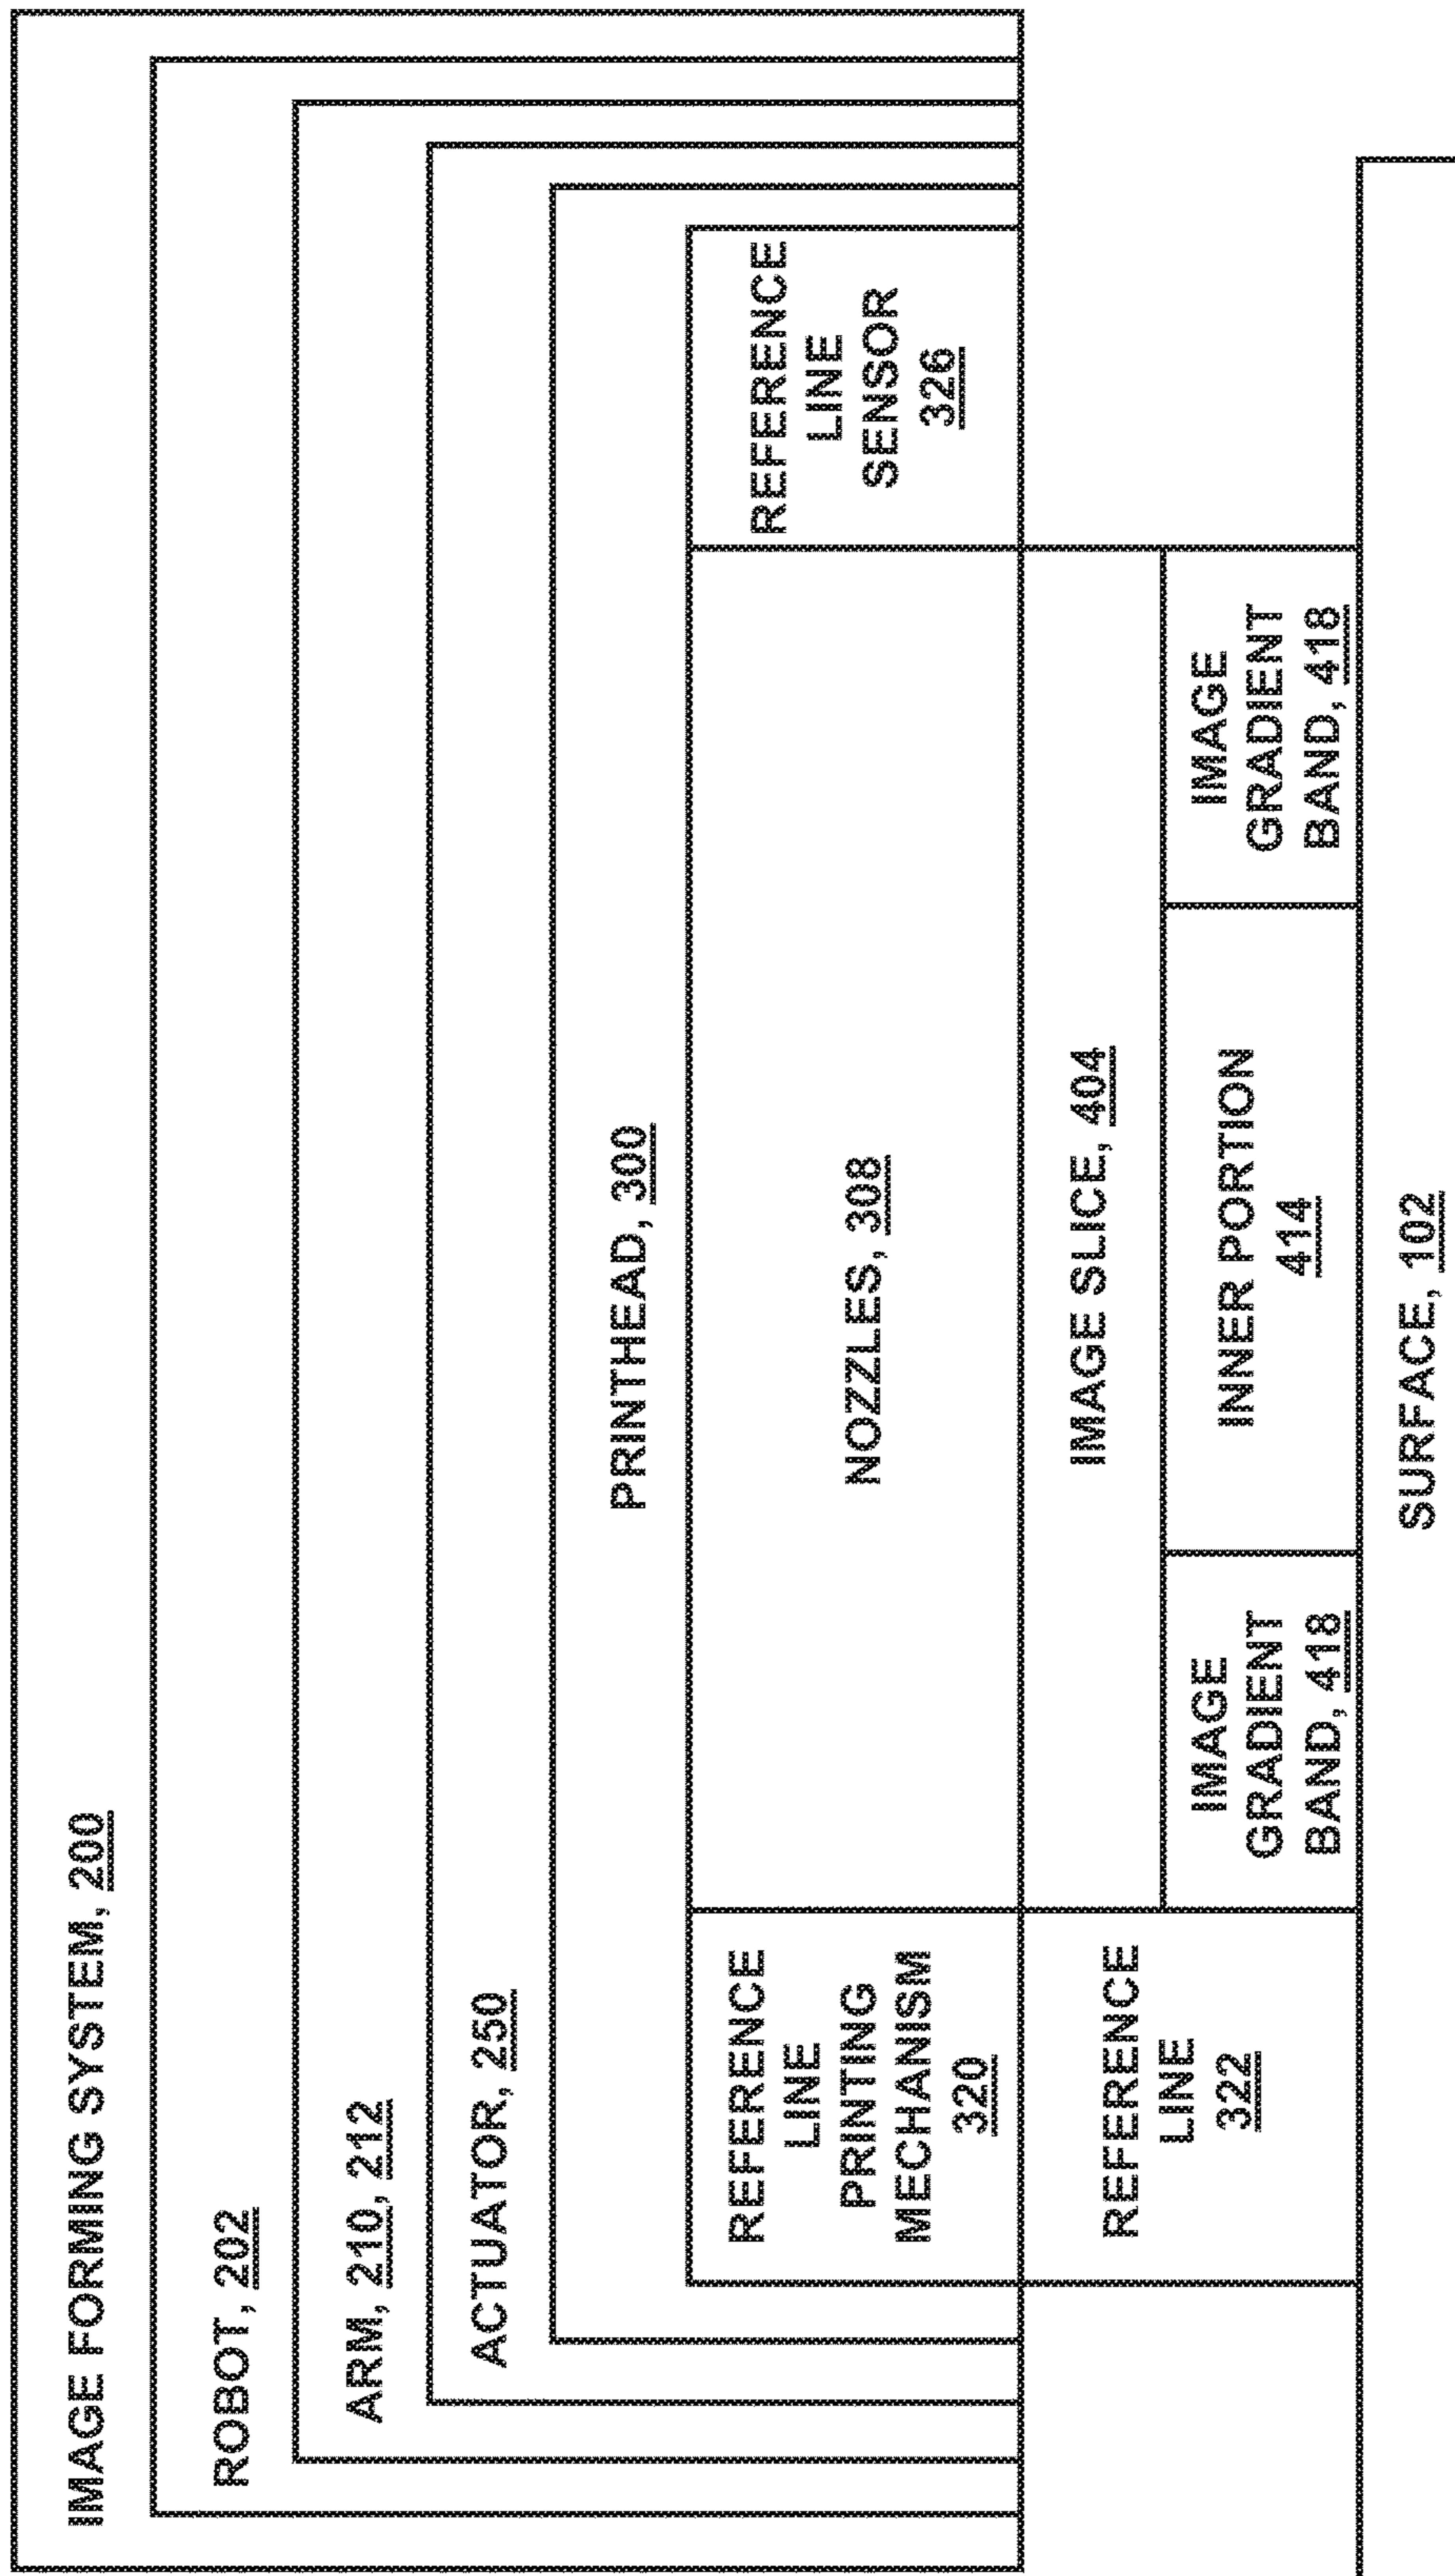 IMAGE FORMING SYSTEM, 200
ROBOT, 202
ARM, 210, 212
ACTUATOR, 250
PRINTHEAD, 300
REFERENCE
LINE
PRINTING
MECHANISM
320
NOZZLES, 308
REFERENCE
LINE
SENSOR
326
REFERENCE
LINE
322
IMAGE SLICE, 404
IMAGE
GRADIENT
BAND, 418
INNER PORTION
414
IMAGE
GRADIENT
BAND, 418
SURFACE, 102